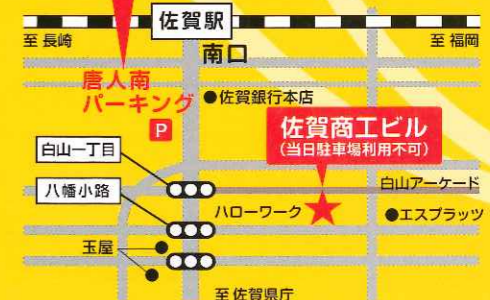 佐賀駅
至 長崎
至 福岡
南口
唐人南
パーキング
P
●佐賀銀行本店
佐賀商工ビル
(当日駐車場利用不可)
白山一丁目
八幡小路
白山アーケード
ハローワーク
●エスプラッツ
玉屋
至 佐賀県庁